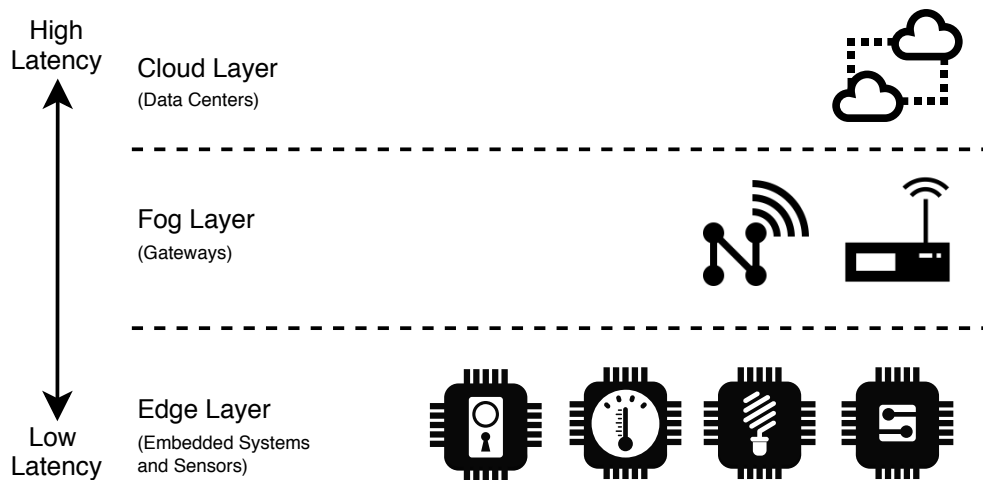 High
Latency
Cloud Layer
(Data Centers)
Fog Layer
(Gateways)
Edge Layer
(Embedded Systems
and Sensors)
Low
Latency